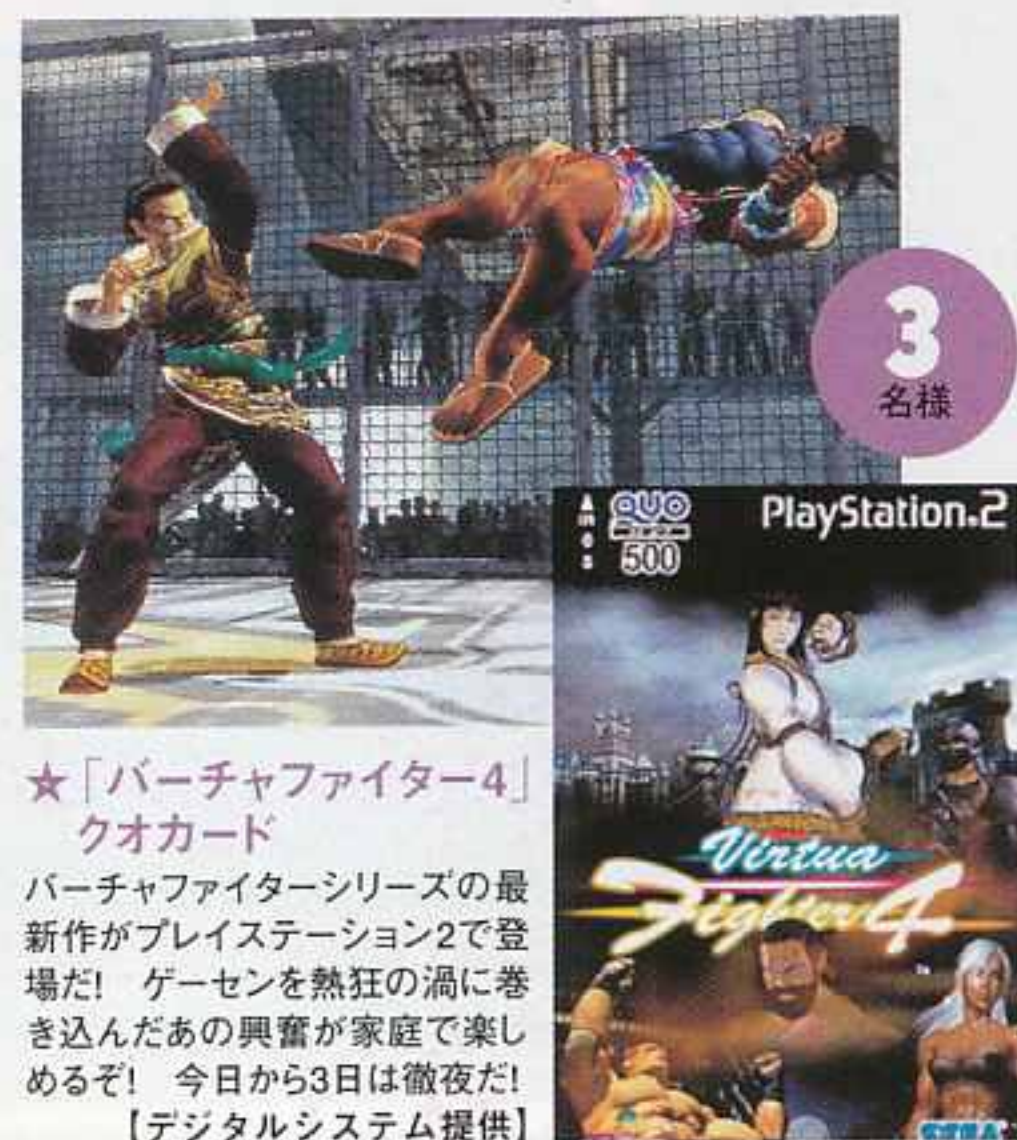 3
名様
QUO
500
PlayStation.2
Virtua
Fighter4
SEGA
★「バーチャファイター4」
クオカード
バーチャファイターシリーズの最
新作がプレイステーション2で登
場だ! ゲーセンを熱狂の渦に巻
き込んだあの興奮が家庭で楽し
めるぞ! 今日から3日は徹夜だ!
【デジタルシステム提供】